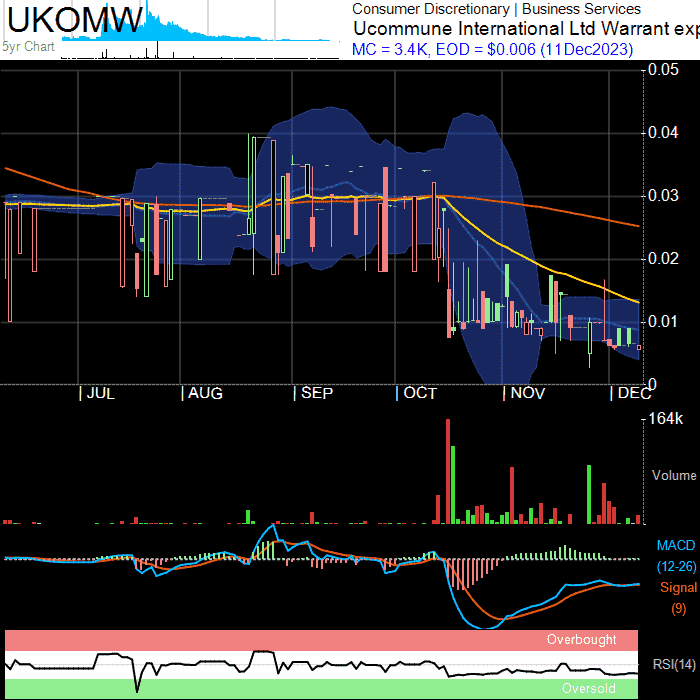 UKOMW
5yr Chart
Consumer Discretionary | Business Services
Ucommune International Ltd Warrant exp
MC = 3.4K, EOD = $0.006 (11Dec2023)
0.05
0.04
0.03
0.02
0.01
0
JUL AUG SEP OCT NOV DEC
164k
Volume
MACD
(12-26)
Signal
(9)
Overbought
RSI(14)
Oversold